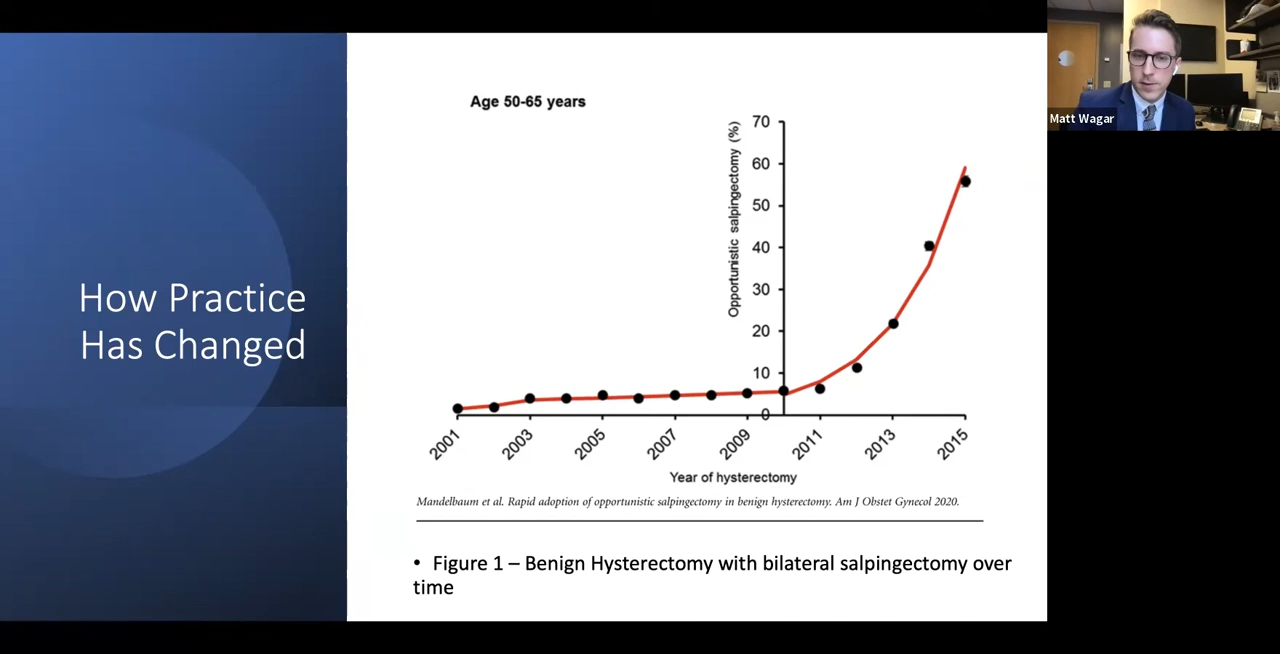 How Practice
Has Changed
Age 50-65 years
Opportunistic salpingectomy (%)
70
60
50
40
30
20
10
0
2001
2003
2005
2007
2009
2011
2013
2015
Year of hysterectomy
Mandelbaum et al. Rapid adoption of opportunistic salpingectomy in benign hysterectomy. Am J Obstet Gynecol 2020.
• Figure 1 – Benign Hysterectomy with bilateral salpingectomy over
time
Matt Wagar